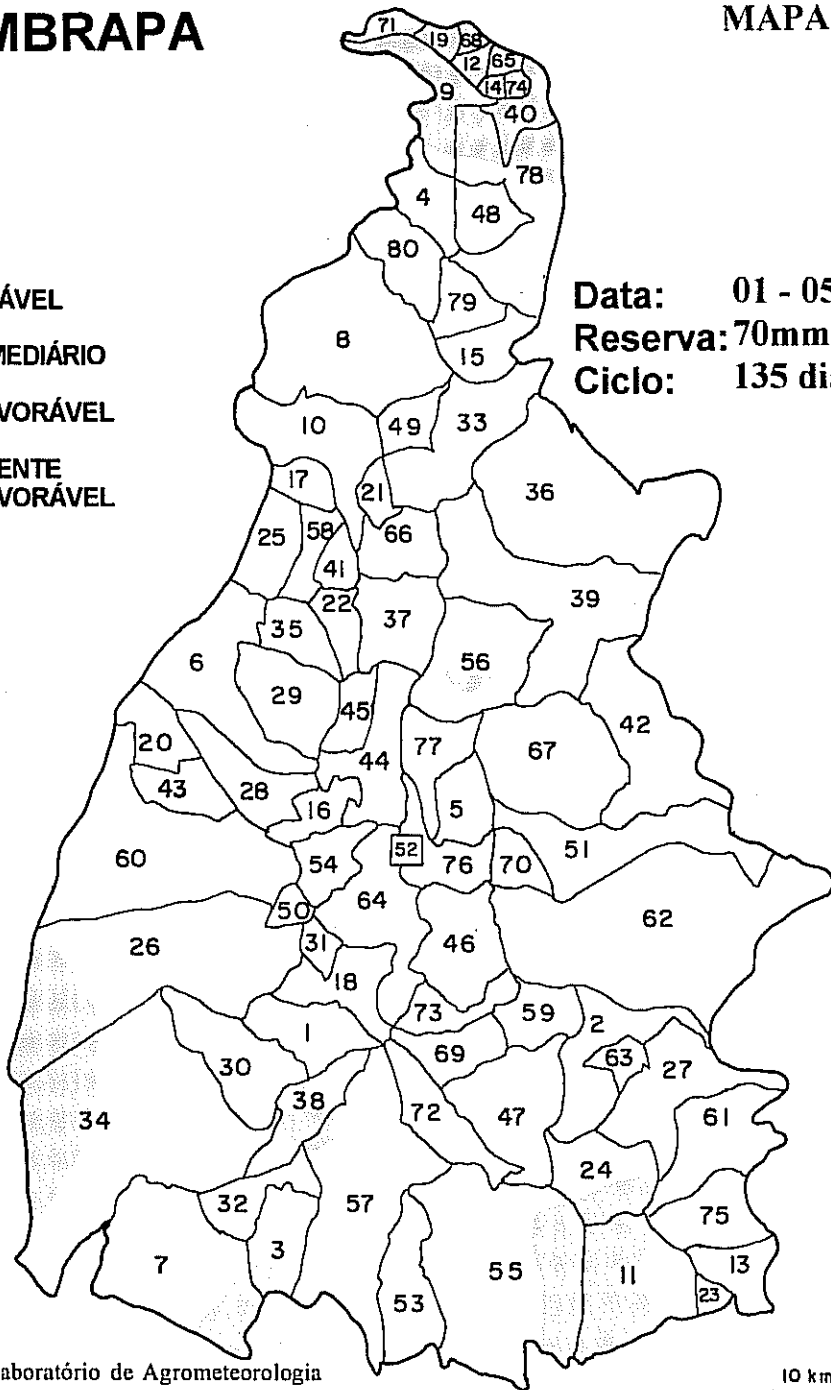 MBRAPA
MAPA
71 19 68
12 65
9 14 74
40
78
4 48
80
79
ÁVEL
8
Data: 01 - 05
MEDIÁRIO
15
Reserva: 70mm
VORÁVEL
10 49 33
Ciclo: 135 dia
ENTE
VORÁVEL
17 21 36
25 58 66
41
22 37 39
35
6 56
29 45 42
20 44 77 67
43 28 16 5
60 54 52 76 70 51
50 64 62
26 31 46
18
73 59 2
1 69 63 27
30 38 72 47 61
34
24
32 57 75
7 3 55 11 13
53 23
aboratório de Agrometeorologia
10 km